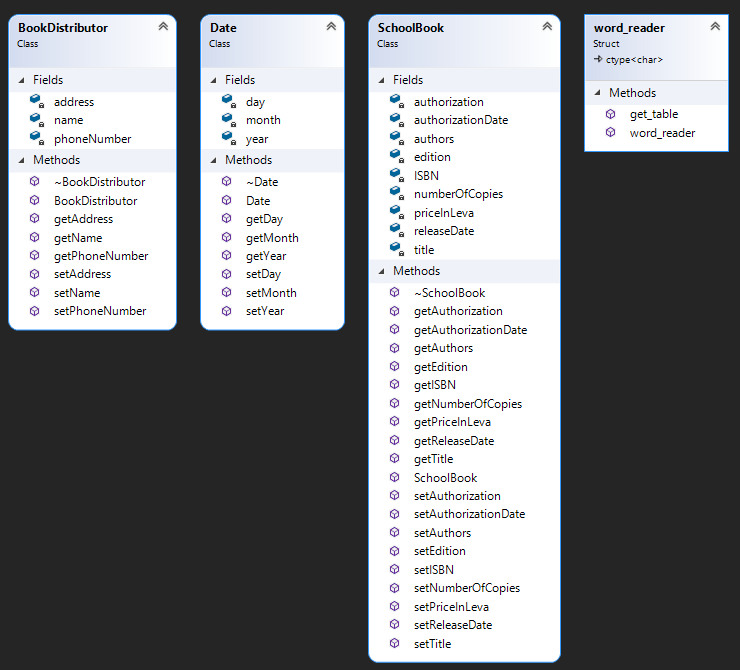 BookDistributor
Class
Fields
address
name
phoneNumber
Methods
~BookDistributor
BookDistributor
getAddress
getName
getPhoneNumber
setAddress
setName
setPhoneNumber
Date
Class
Fields
day
month
year
Methods
~Date
Date
getDay
getMonth
getYear
setDay
setMonth
setYear
SchoolBook
Class
Fields
authorization
authorizationDate
authors
edition
ISBN
numberOfCopies
priceInLeva
releaseDate
title
Methods
~SchoolBook
getAuthorization
getAuthorizationDate
getAuthors
getEdition
getISBN
getNumberOfCopies
getPriceInLeva
getReleaseDate
getTitle
SchoolBook
setAuthorization
setAuthorizationDate
setAuthors
setEdition
setISBN
setNumberOfCopies
setPriceInLeva
setReleaseDate
setTitle
word_reader
Struct
ctype<char>
Methods
get_table
word_reader